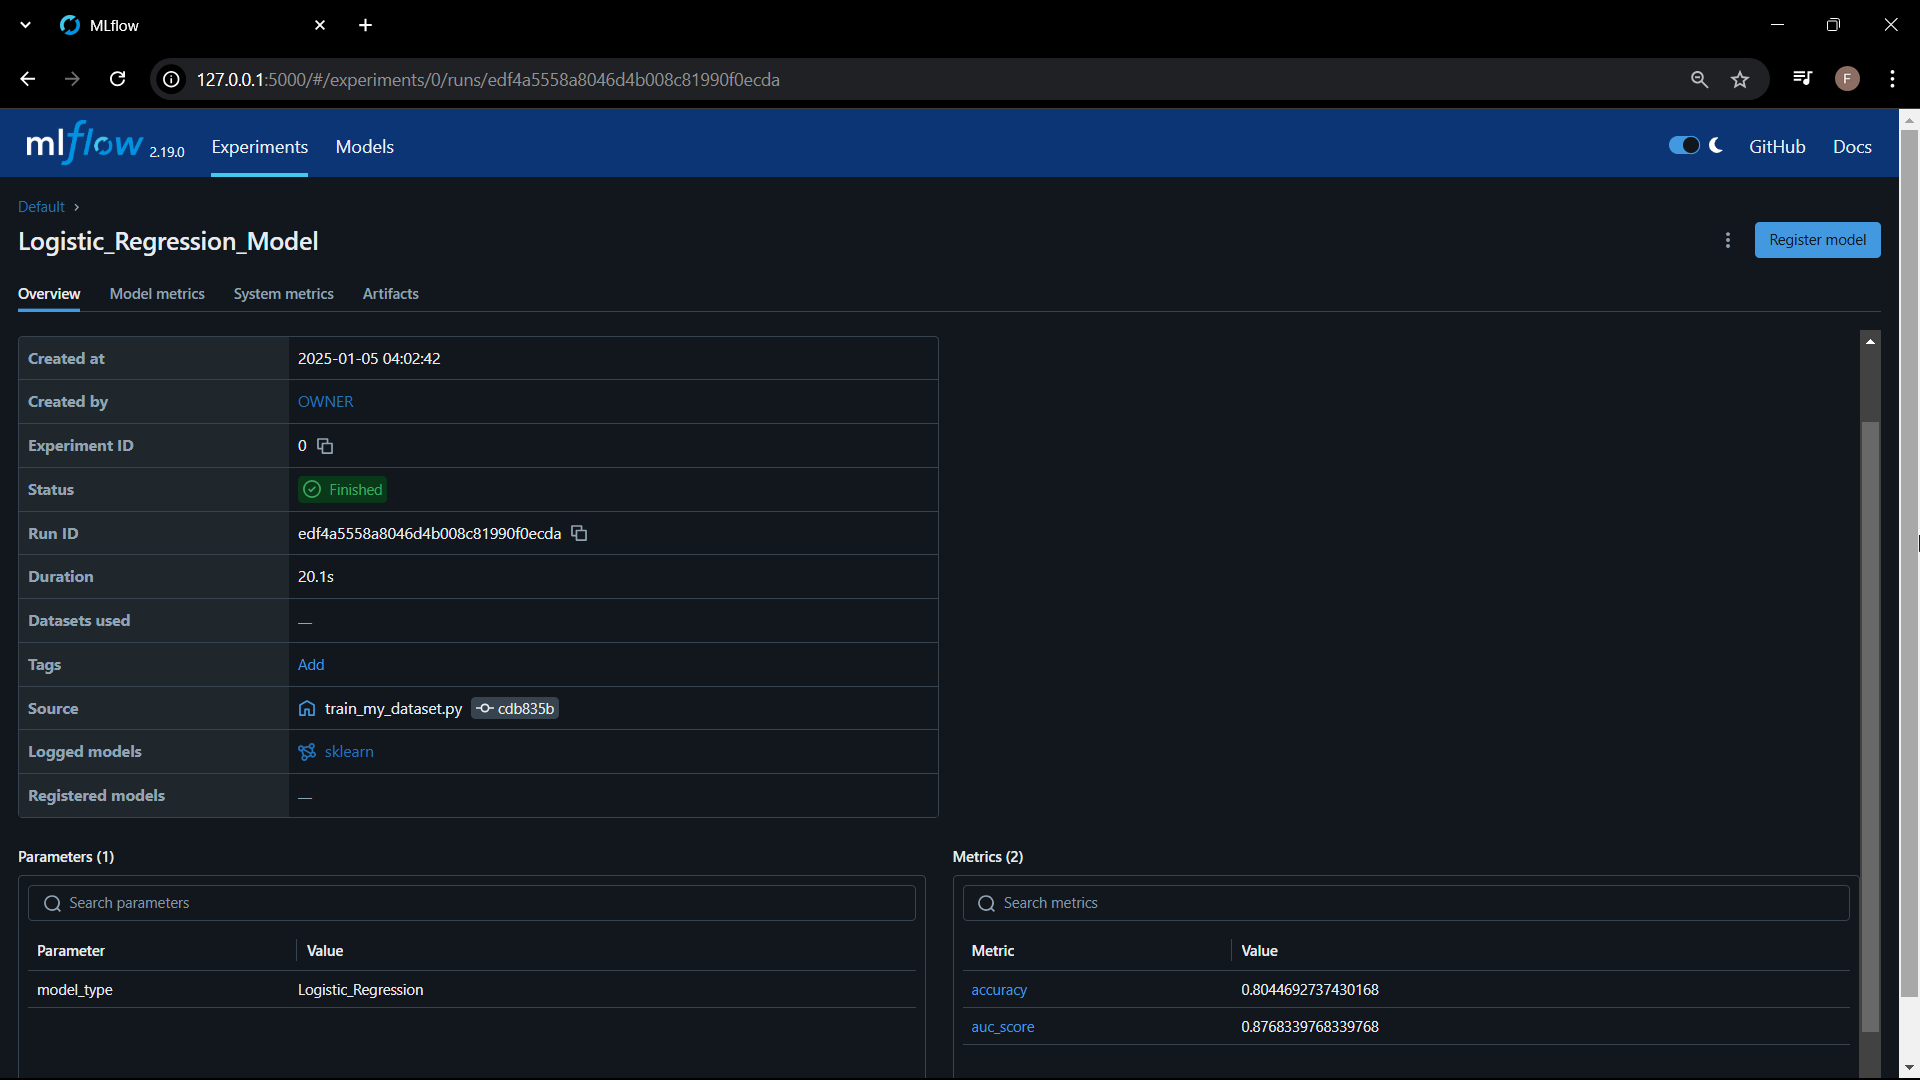 MLflow
127.0.0.1:5000/#/experiments/0/runs/edf4a5558a8046d4b008c81990f0ecda
F
mlflow 2.19.0 Experiments Models GitHub Docs
Default
Logistic_Regression_Model
Register model
Overview Model metrics System metrics Artifacts
Created at 2025-01-05 04:02:42
Created by OWNER
Experiment ID 0
Status Finished
Run ID edf4a5558a8046d4b008c81990f0ecda
Duration 20.1s
Datasets used —
Tags Add
Source train_my_dataset.py cdb835b
Logged models sklearn
Registered models —
Parameters (1)
Search parameters
Parameter Value
model_type Logistic_Regression
Metrics (2)
Search metrics
Metric Value
accuracy 0.8044692737430168
auc_score 0.8768339768339768